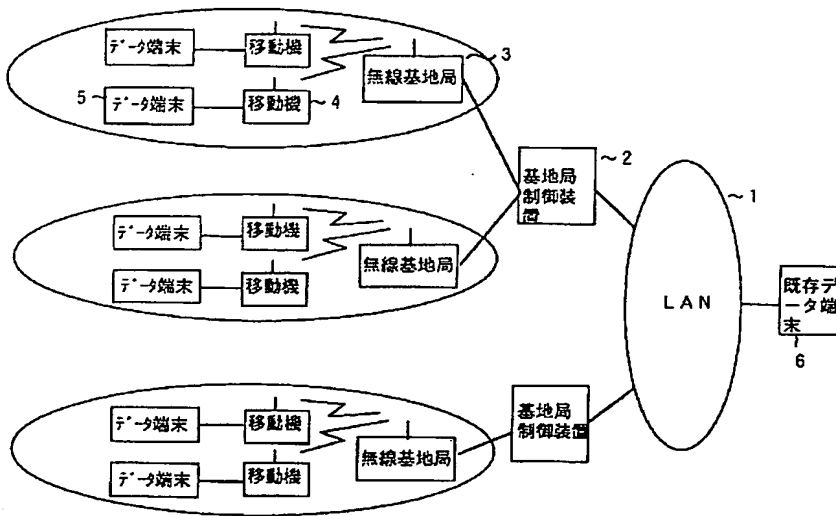 データ端末
移動機
無線基地局
~3
5~
データ端末
移動機
~4
基地局
制御装
置
~2
~1
データ端末
移動機
無線基地局
データ端末
移動機
LAN
既存デ
ータ端
末
~
6
データ端末
移動機
無線基地局
データ端末
移動機
基地局
制御装置